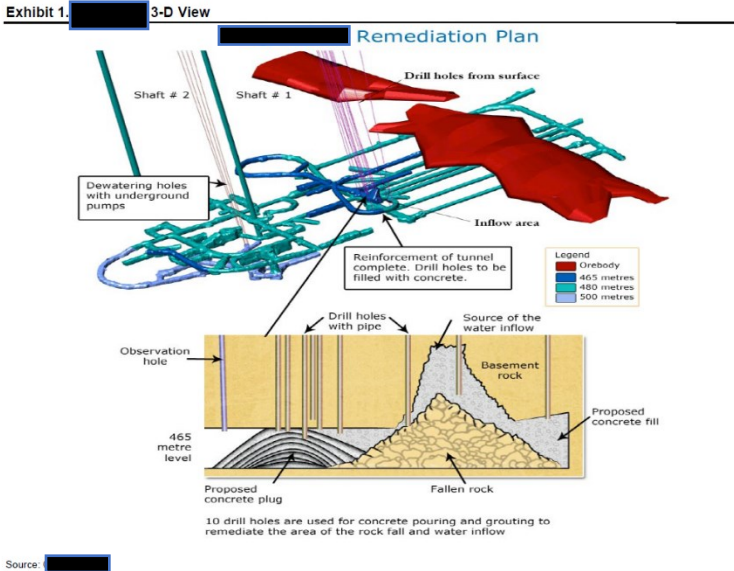 Exhibit 1. 3-D View
Remediation Plan
Drill holes from surface
Shaft # 2
Shaft # 1
Dewatering holes
with underground
pumps
Inflow area
Reinforcement of tunnel
complete. Drill holes to be
filled with concrete.
Legend
Orebody
465 metres
480 metres
500 metres
Drill holes
with pipe
Source of the
water inflow
Observation
hole
Basement
rock
Proposed
concrete fill
465
metre
level
Proposed
concrete plug
Fallen rock
10 drill holes are used for concrete pouring and grouting to
remediate the area of the rock fall and water inflow
Source: